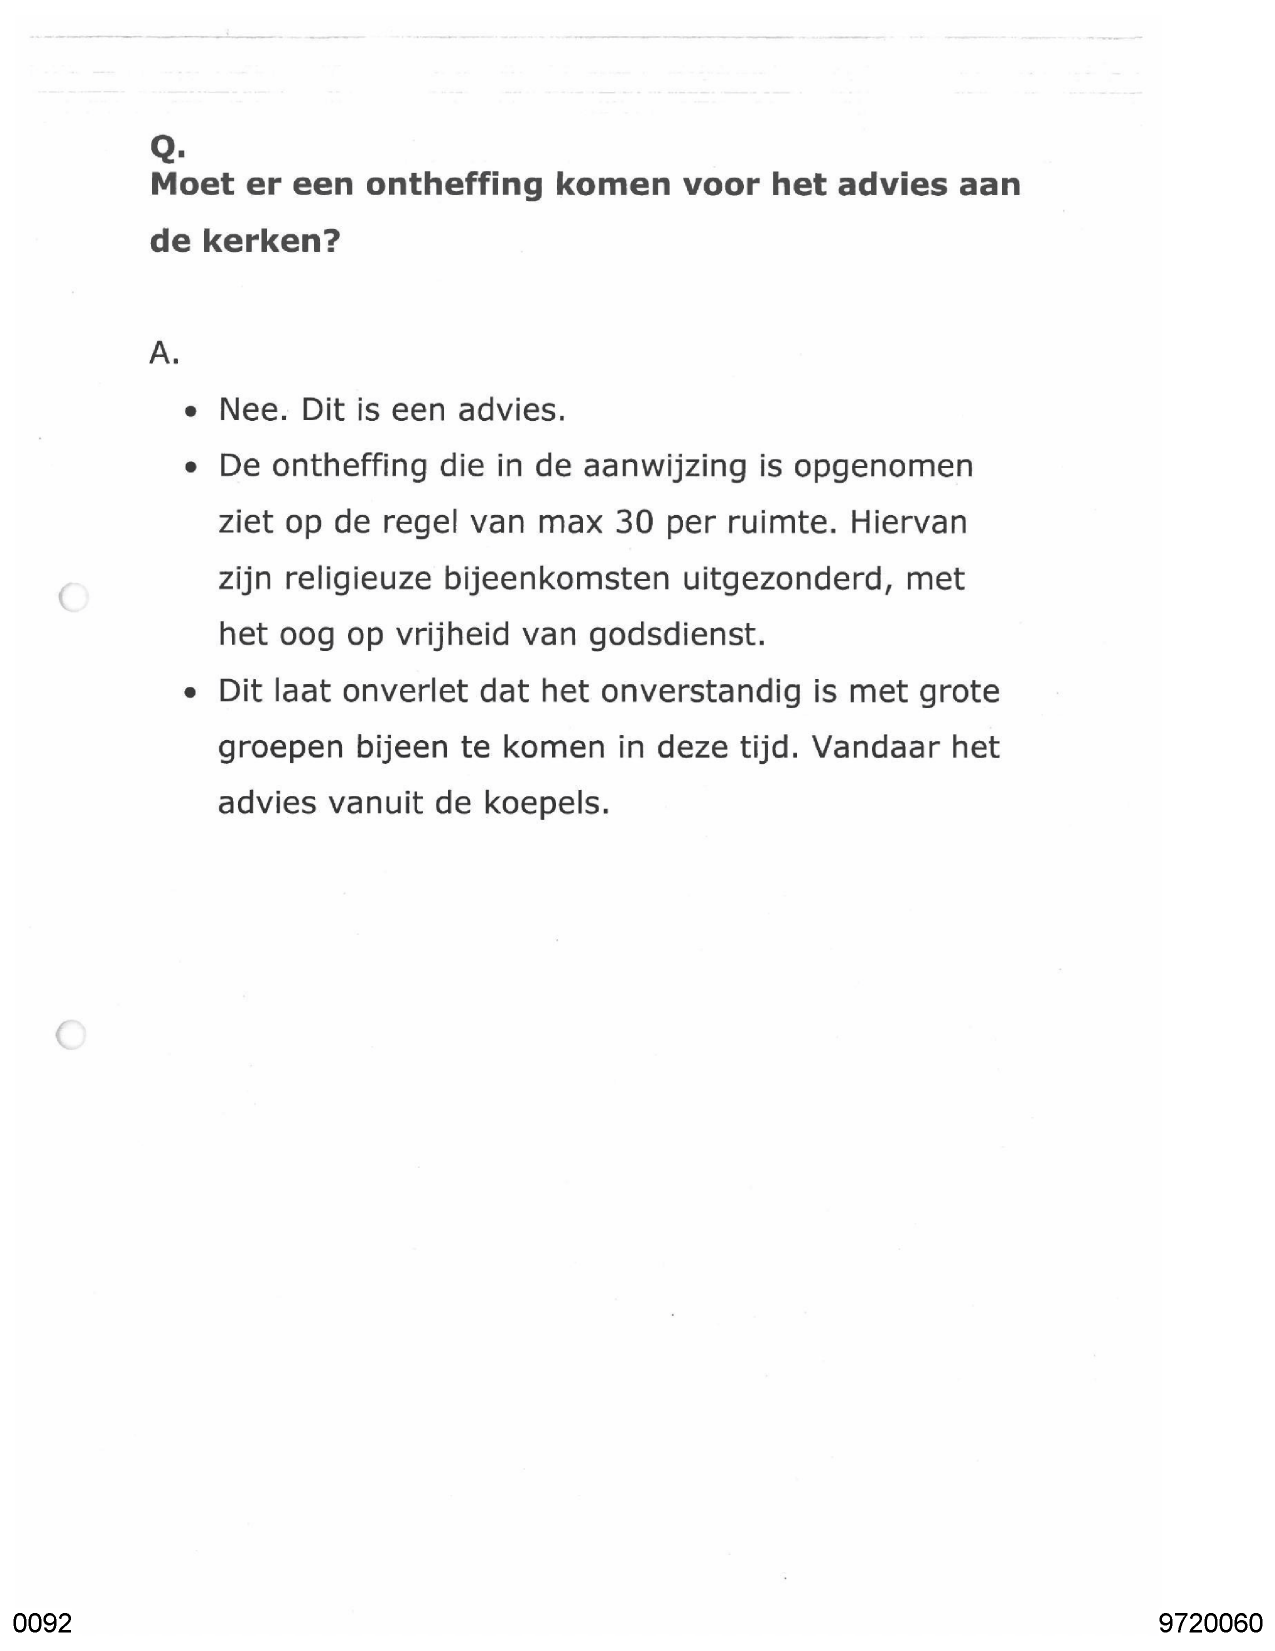 Q.
Moet er een ontheffing komen voor het advies aan
de kerken?
A.
• Nee. Dit is een advies.
• De ontheffing die in de aanwijzing is opgenomen
ziet op de regel van max 30 per ruimte. Hiervan
zijn religieuze bijeenkomsten uitgezonderd, met
het oog op vrijheid van godsdienst.
• Dit laat onverlet dat het onverstandig is met grote
groepen bijeen te komen in deze tijd. Vandaar het
advies vanuit de koepels.
0092
9720060